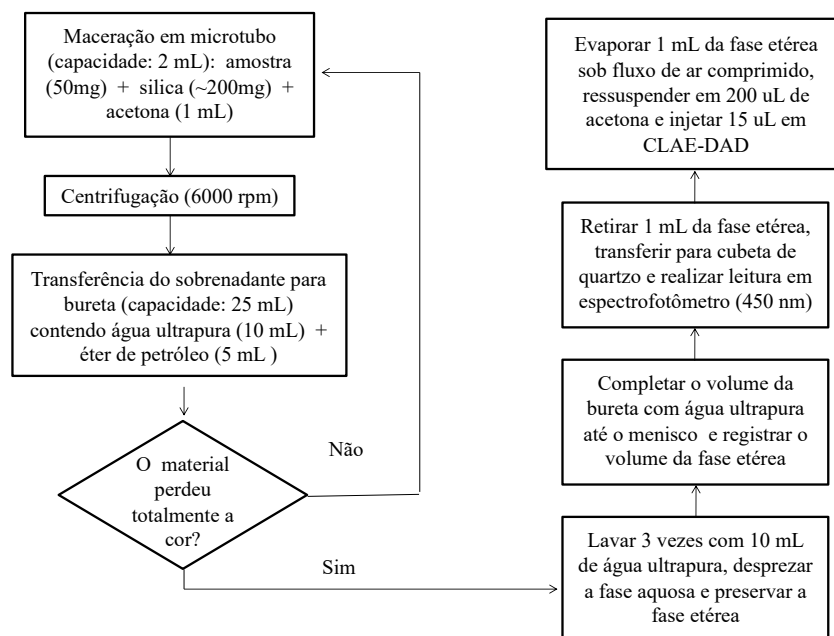 Maceração em microtubo
(capacidade: 2 mL): amostra
(50mg) + silica (~200mg) +
acetona (1 mL)
Centrifugação (6000 rpm)
Transferência do sobrenadante para
bureta (capacidade: 25 mL)
contendo água ultrapura (10 mL) +
éter de petróleo (5 mL )
O material
perdeu
totalmente a
cor?
Não
Sim
Lavar 3 vezes com 10 mL
de água ultrapura, desprezar
a fase aquosa e preservar a
fase etérea
Completar o volume da
bureta com água ultrapura
até o menisco e registrar o
volume da fase etérea
Retirar 1 mL da fase etérea,
transferir para cubeta de
quartzo e realizar leitura em
espectrofotômetro (450 nm)
Evaporar 1 mL da fase etérea
sob fluxo de ar comprimido,
ressuspender em 200 uL de
acetona e injetar 15 uL em
CLAE-DAD